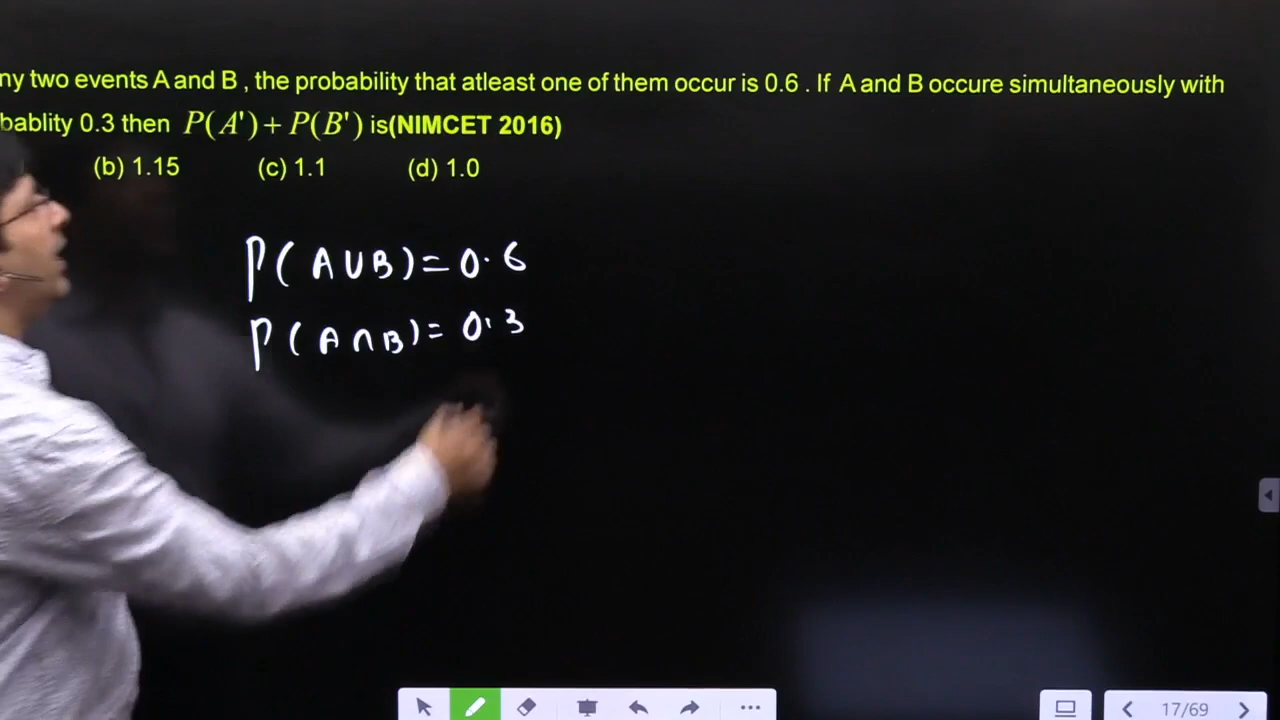 ny two events A and B , the probability that atleast one of them occur is 0.6 . If A and B occure simultaneously with
bablity 0.3 then P(A') + P(B') is(NIMCET 2016)
(b) 1.15 (c) 1.1 (d) 1.0
P(A∪B)=0.6
P(A∩B)=0.3
17/69